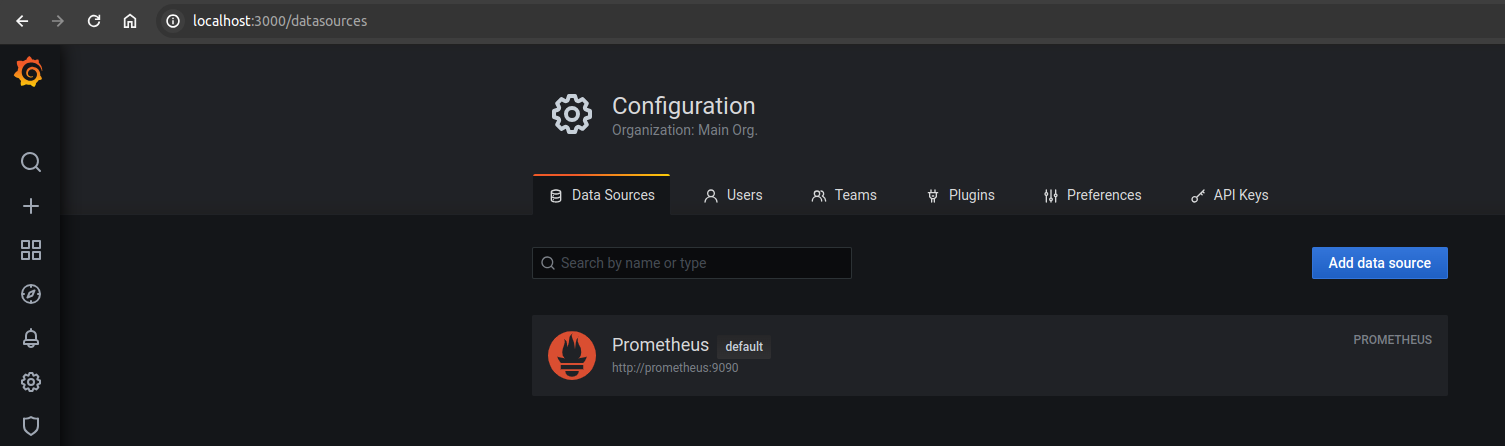 localhost:3000/datasources
Configuration
Organization: Main Org.
Data Sources Users Teams Plugins Preferences API Keys
Search by name or type Add data source
Prometheus default PROMETHEUS
http://prometheus:9090